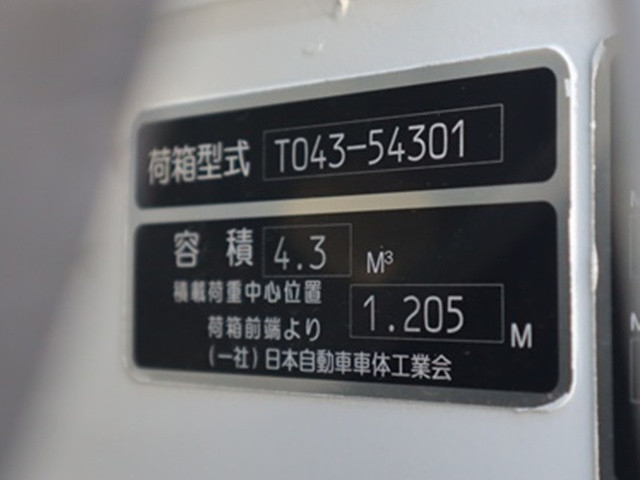 荷箱型式 T043-54301
容 積 4.3 M³
積載荷重中心位置
荷箱前端より 1.205 M
(一社)日本自動車車体工業会